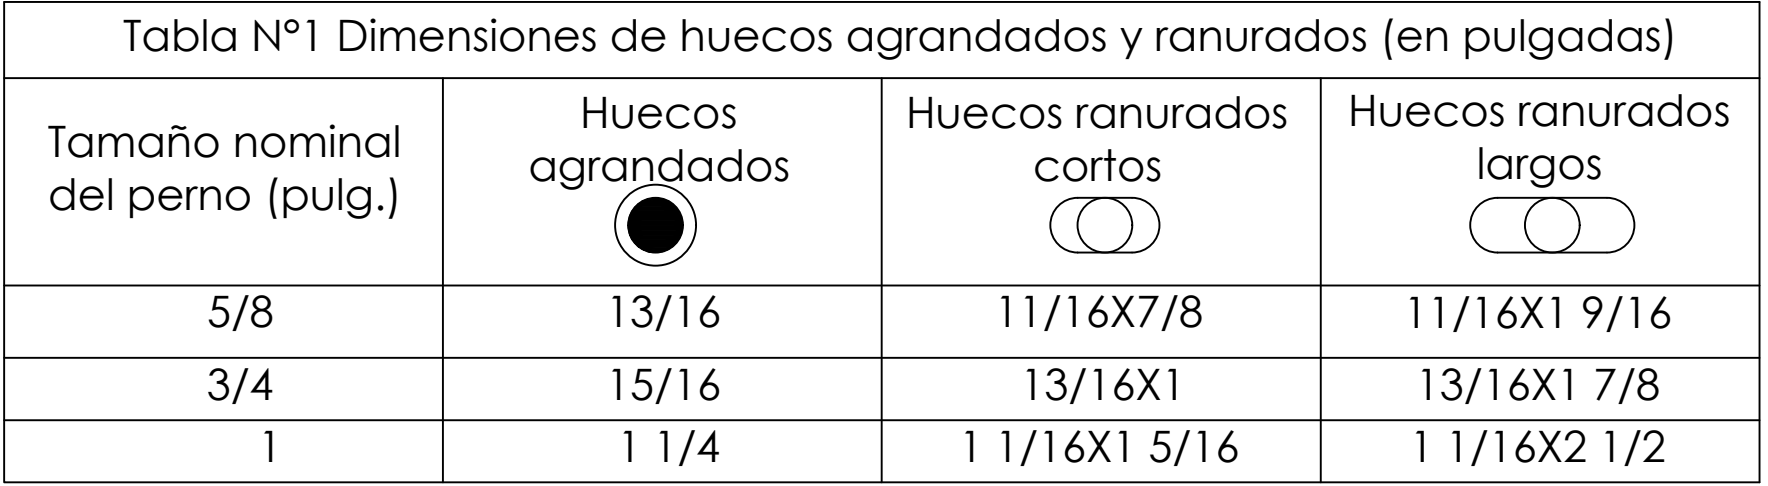 Tabla N°1 Dimensiones de huecos agrandados y ranurados (en pulgadas)
Tamaño nominal
del perno (pulg.)
Huecos
agrandados
Huecos ranurados
cortos
Huecos ranurados
largos
5/8 13/16 11/16X7/8 11/16X1 9/16
3/4 15/16 13/16X1 13/16X1 7/8
1 1 1/4 1 1/16X1 5/16 1 1/16X2 1/2